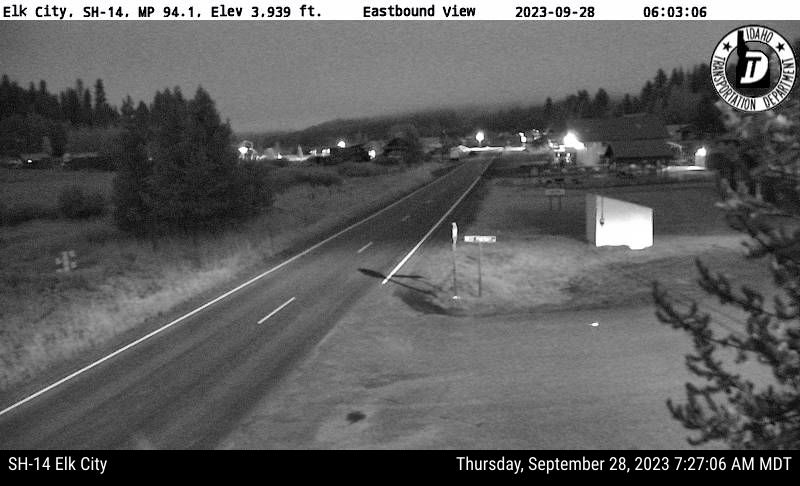 Elk City, SH-14, MP 94.1, Elev 3,939 ft. Eastbound View 2023-09-28 06:03:06
IDAHO
TRANSPORTATION DEPARTMENT
SH-14 Elk City Thursday, September 28, 2023 7:27:06 AM MDT